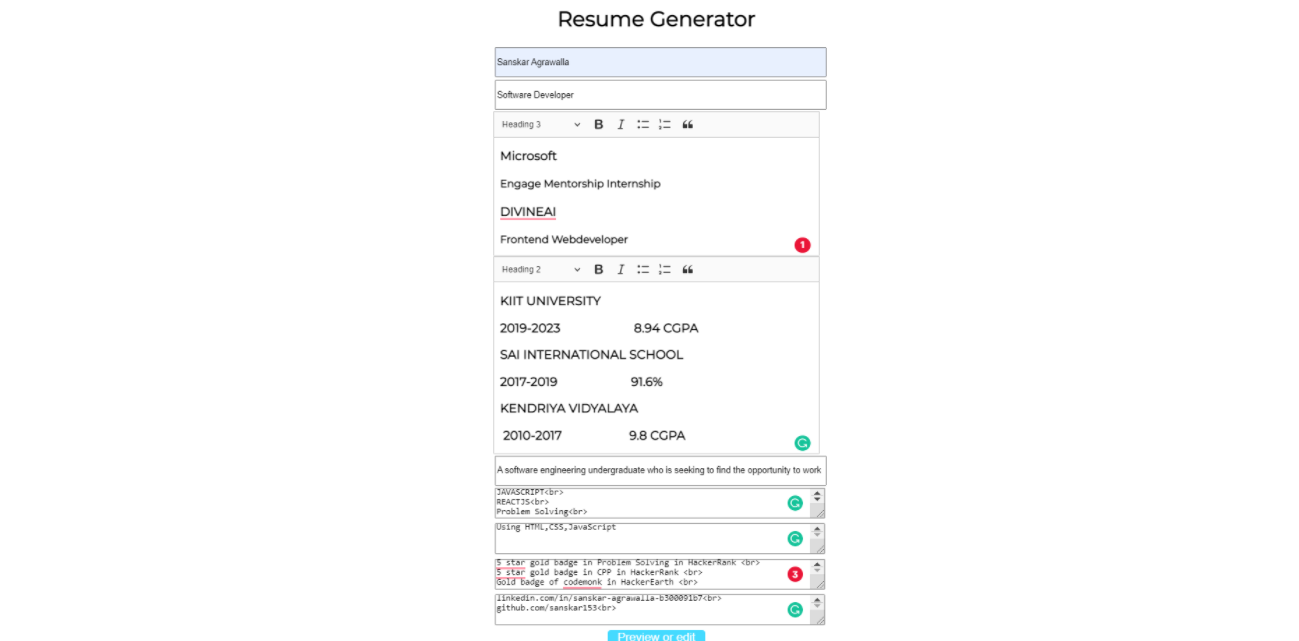 Resume Generator
Sanskar Agrawalla
Software Developer
Heading 3
Microsoft
Engage Mentorship Internship
DIVINEAI
Frontend Webdeveloper
1
Heading 2
KIIT UNIVERSITY
2019-2023 8.94 CGPA
SAI INTERNATIONAL SCHOOL
2017-2019 91.6%
KENDRIYA VIDYALAYA
2010-2017 9.8 CGPA
A software engineering undergraduate who is seeking to find the opportunity to work
JAVASCRIPT<br>
REACTJS<br>
Problem Solving<br>
Using HTML,CSS,JavaScript
5 star gold badge in Problem Solving in HackerRank <br>
5 star gold badge in CPP in HackerRank <br>
Gold badge of codemonk in HackerEarth <br>
3
linkedin.com/in/sanskar-agrawalla-b300091b7<br>
github.com/sanskar153<br>
Preview or edit